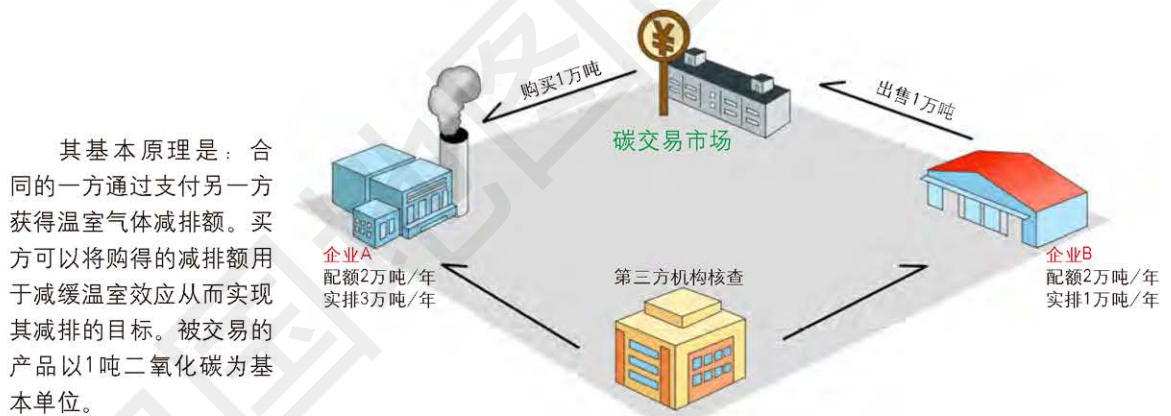 其基本原理是：合
同的一方通过支付另一方
获得温室气体减排额。买
方可以将购得的减排额用
于减缓温室效应从而实现
其减排的目标。被交易的
产品以1吨二氧化碳为基
本单位。
¥
购买1万吨
出售1万吨
碳交易市场
企业A
配额2万吨/年
实排3万吨/年
第三方机构核查
企业B
配额2万吨/年
实排1万吨/年